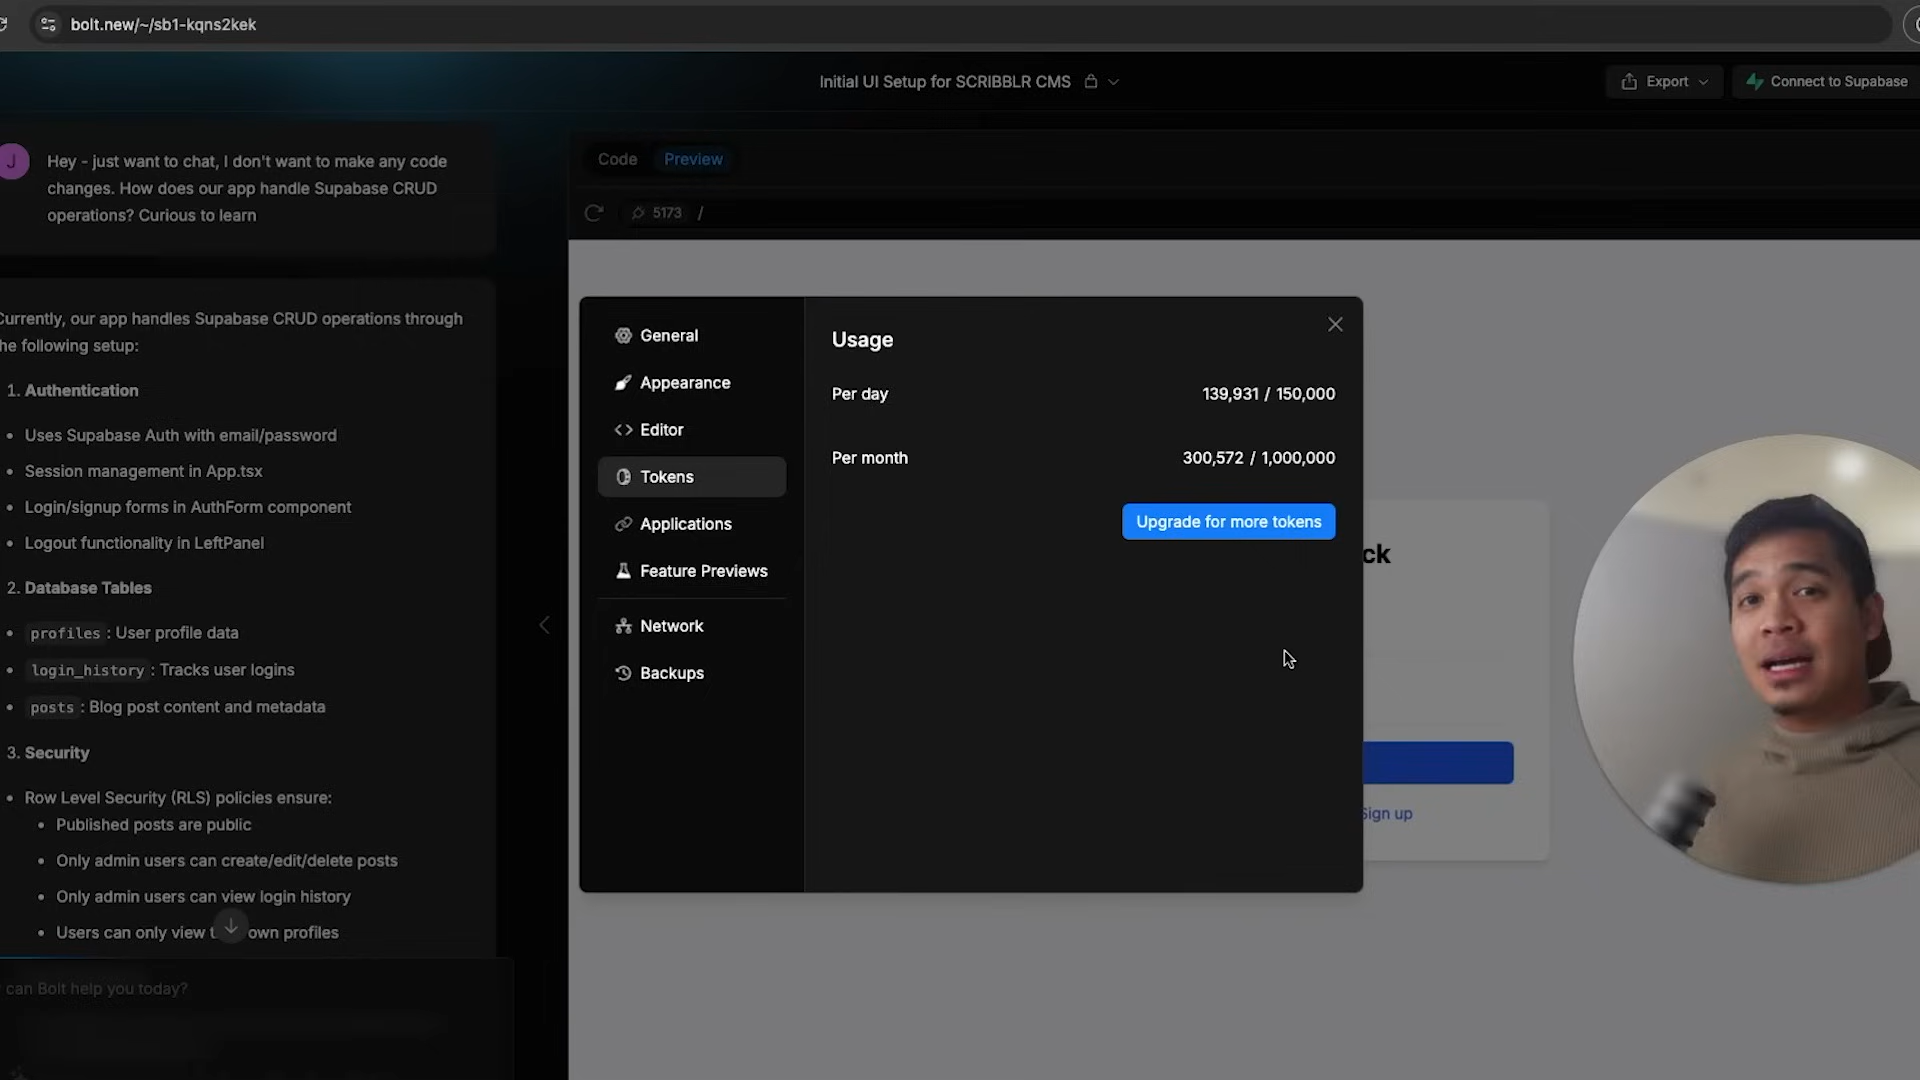 bolt.new/~/sb1-kqns2kek
Initial UI Setup for SCRIBBLR CMS
Export
Connect to Supabase
J
Hey - just want to chat, I don't want to make any code
changes. How does our app handle Supabase CRUD
operations? Curious to learn
Currently, our app handles Supabase CRUD operations through
the following setup:
1. Authentication
• Uses Supabase Auth with email/password
• Session management in App.tsx
• Login/signup forms in AuthForm component
• Logout functionality in LeftPanel
2. Database Tables
• profiles : User profile data
• login_history : Tracks user logins
• posts : Blog post content and metadata
3. Security
• Row Level Security (RLS) policies ensure:
• Published posts are public
• Only admin users can create/edit/delete posts
• Only admin users can view login history
• Users can only view own profiles
can Bolt help you today?
Code
Preview
5173 /
General
Appearance
Editor
Tokens
Applications
Feature Previews
Network
Backups
Usage
Per day 139,931 / 150,000
Per month 300,572 / 1,000,000
Upgrade for more tokens
ck
Sign up